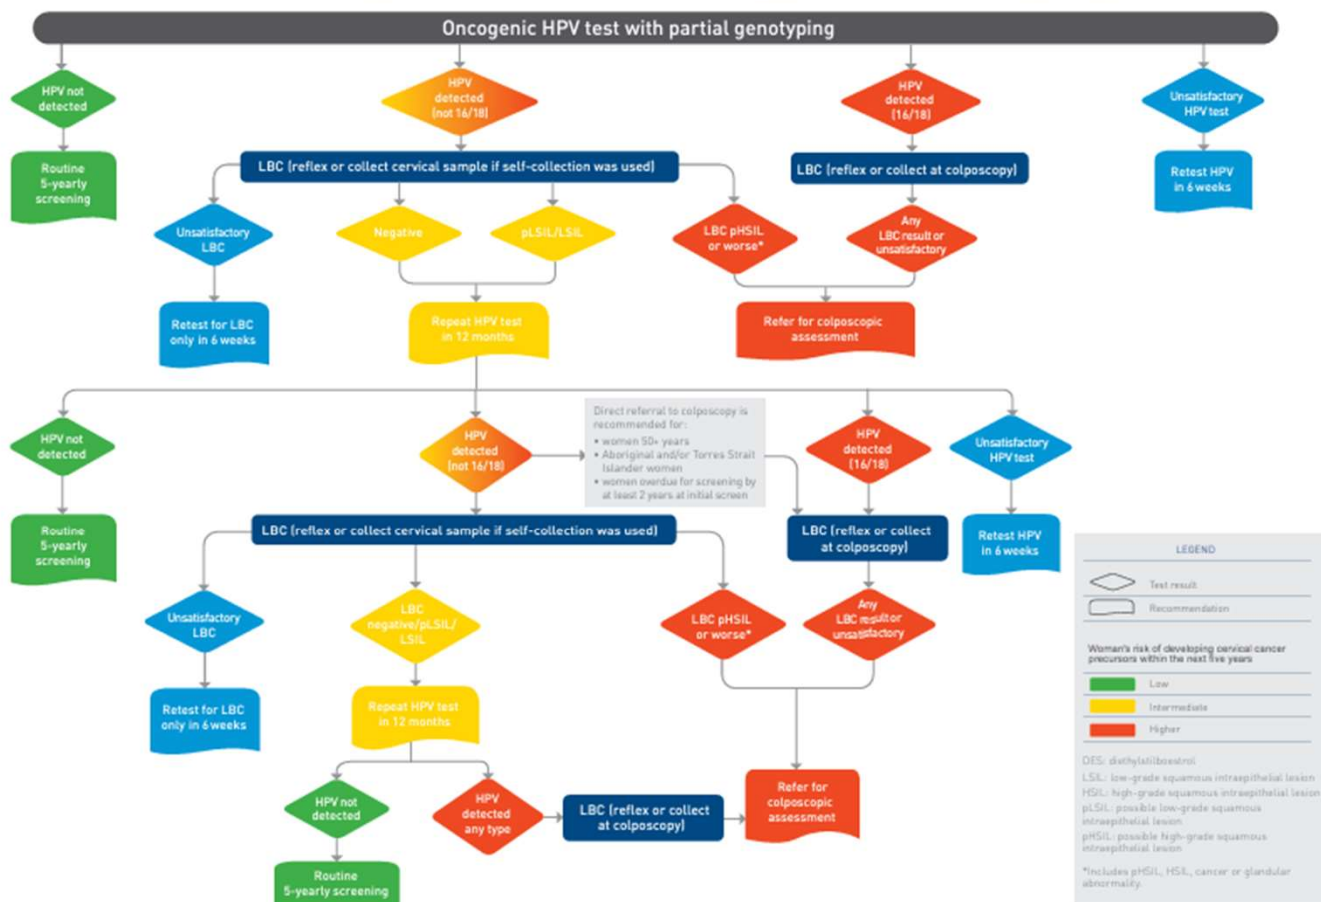 Oncogenic HPV test with partial genotyping
HPV not
detected
HPV
detected
(not 16/18)
HPV
detected
(16/18)
Unsatisfactory
HPV test
Routine
5-yearly
screening
LBC (reflex or collect cervical sample if self-collection was used)
LBC (reflex or collect at colposcopy)
Retest HPV
in 6 weeks
Unsatisfactory
LBC
Negative
pLSIL/LSIL
LBC pHSIL
or worse*
Any
LBC result or
unsatisfactory
Retest for LBC
only in 6 weeks
Repeat HPV test
in 12 months
Refer for colposcopic
assessment
HPV not
detected
HPV
detected
(not 16/18)
Direct referral to colposcopy is
recommended for:
• women 50+ years
• Aboriginal and/or Torres Strait
Islander women
• women overdue for screening by
at least 2 years at initial screen
HPV
detected
(16/18)
Unsatisfactory
HPV test
Routine
5-yearly
screening
LBC (reflex or collect cervical sample if self-collection was used)
LBC (reflex or collect
at colposcopy)
Retest HPV
in 6 weeks
Unsatisfactory
LBC
LBC
negative/pLSIL/
LSIL
LBC pHSIL
or worse*
Any
LBC result or
unsatisfactory
Retest for LBC
only in 6 weeks
Repeat HPV test
in 12 months
HPV not
detected
HPV
detected
any type
LBC (reflex or collect
at colposcopy)
Refer for
colposcopic
assessment
Routine
5-yearly screening
LEGEND
Test result
Recommendation
Woman's risk of developing cervical cancer
precursors within the next five years
Low
Intermediate
Higher
DES: diethylstilboestrol
LSIL: low-grade squamous intraepithelial lesion
HSIL: high-grade squamous intraepithelial lesion
pLSIL: possible low-grade squamous
intraepithelial lesion
pHSIL: possible high-grade squamous
intraepithelial lesion
*Includes pHSIL, HSIL, cancer or glandular
abnormality.